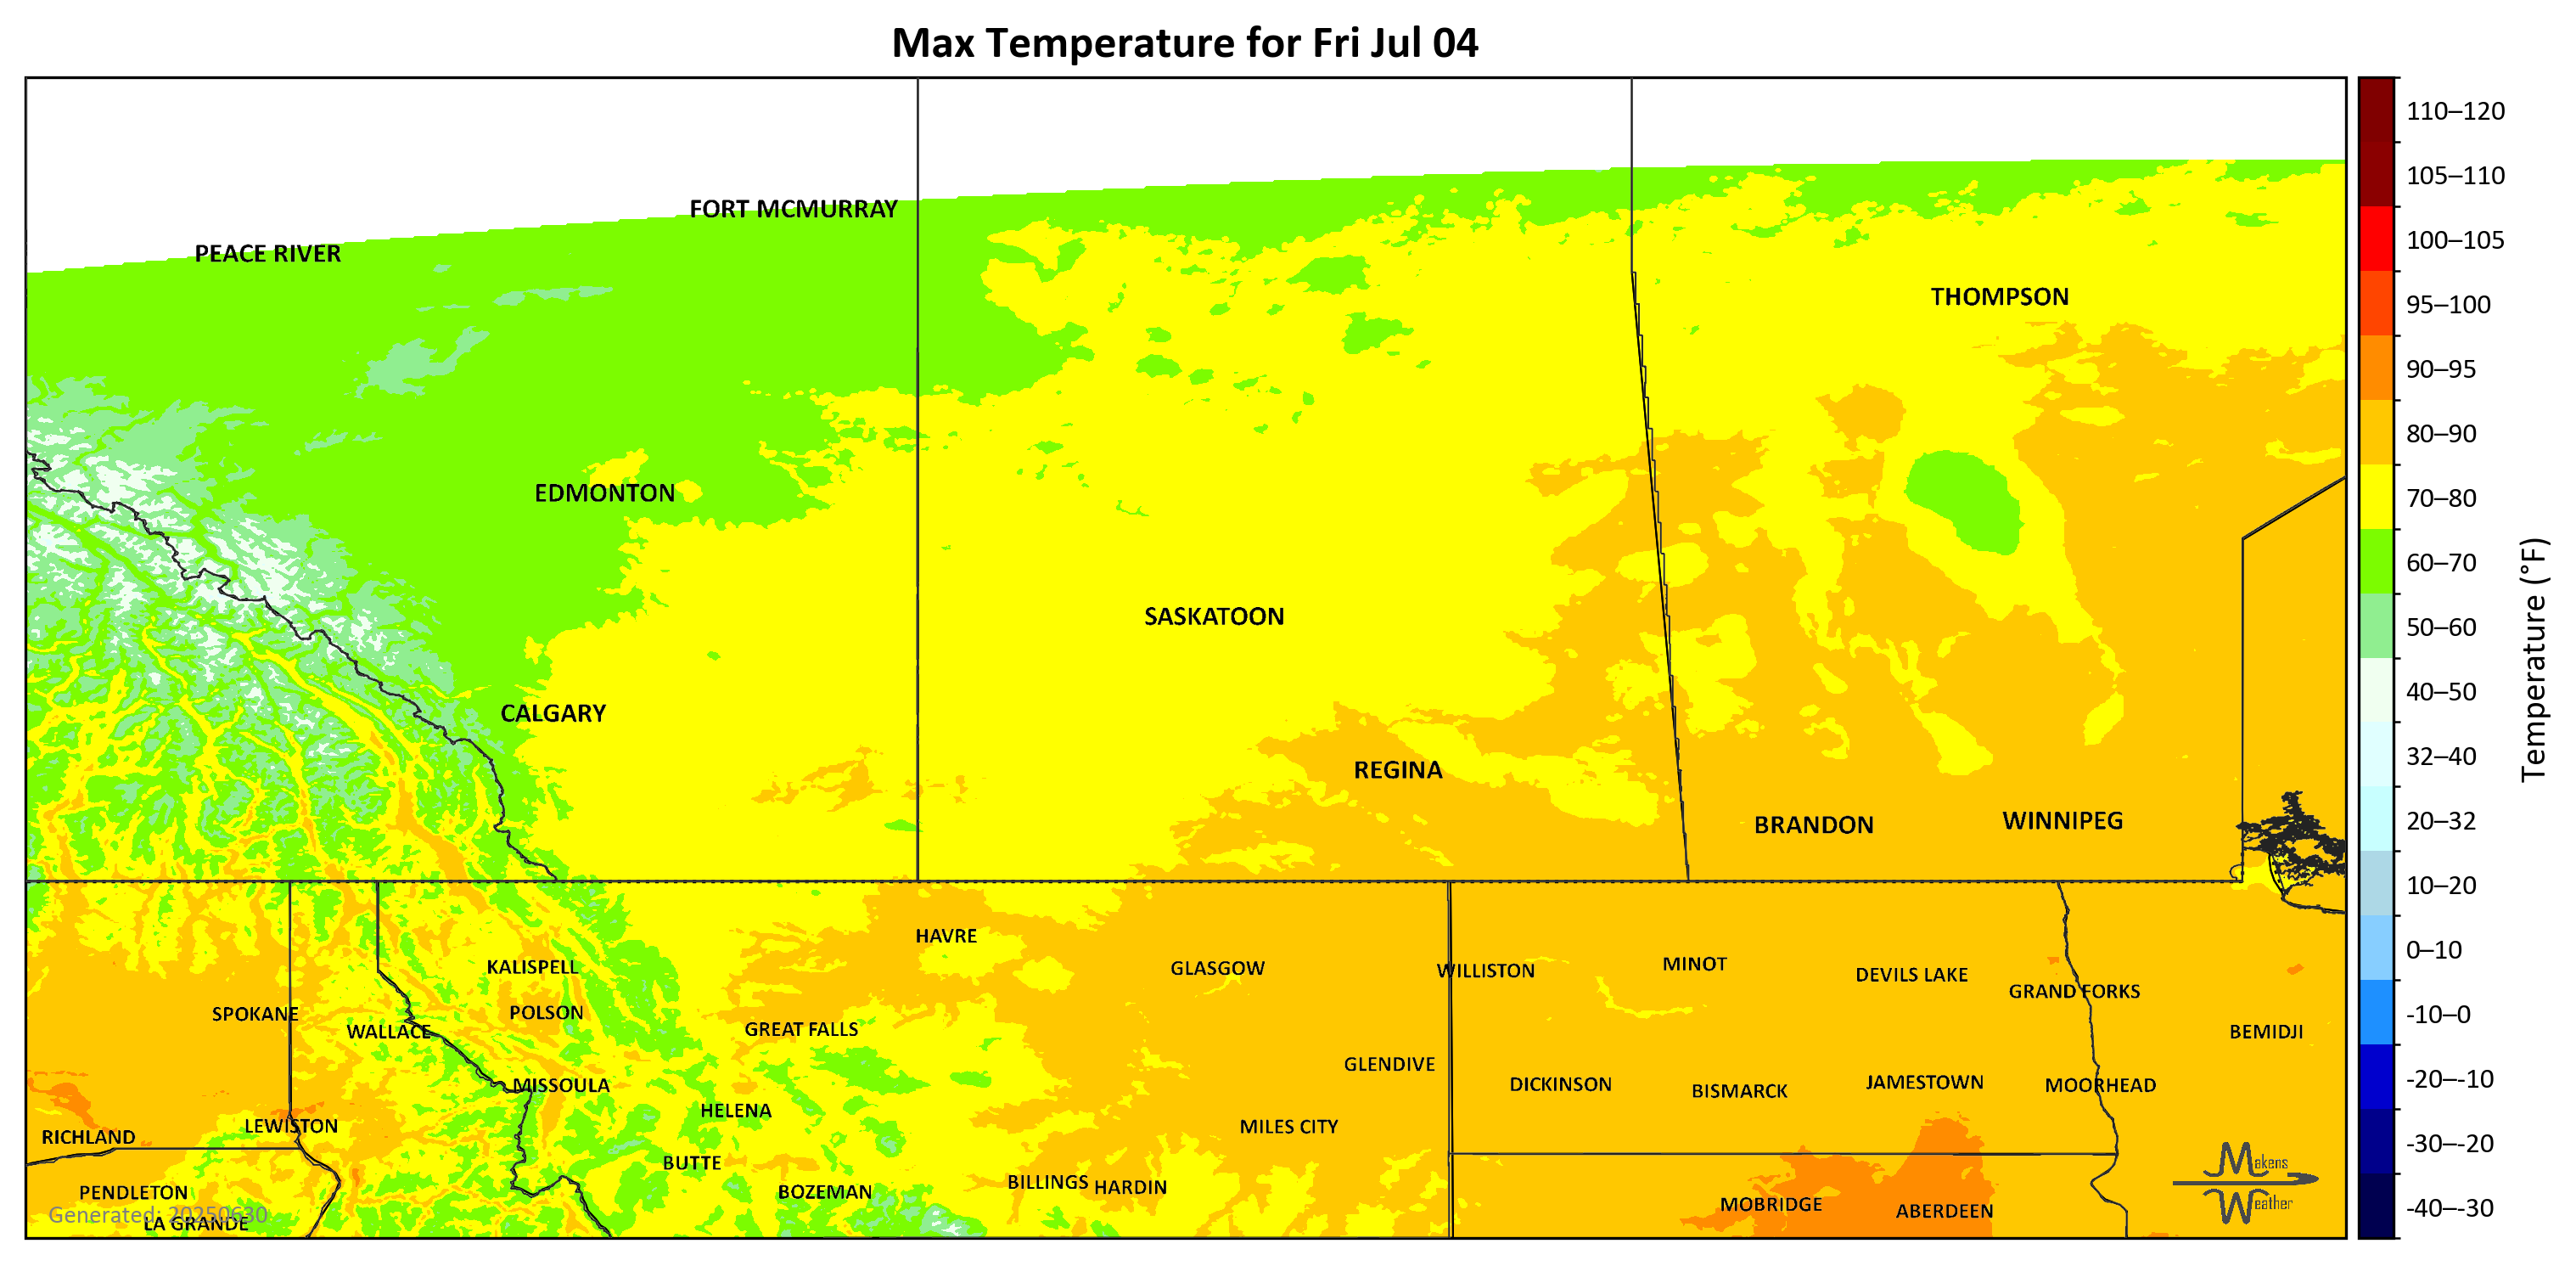 Max Temperature for Fri Jul 04
110–120
105–110
FORT MCMURRAY
100–105
PEACE RIVER
THOMPSON
95–100
90–95
80–90
EDMONTON
70–80
60–70
SASKATOON
50–60
40–50
CALGARY
32–40
REGINA
20–32
BRANDON
WINNIPEG
10–20
0–10
-10–0
-20–-10
-30–-20
-40–-30
Temperature (°F)
HAVRE
KALISPELL
GLASGOW
WILLISTON
MINOT
DEVILS LAKE
GRAND FORKS
SPOKANE
POLSON
WALLACE
GREAT FALLS
BEMIDJI
GLENDIVE
MISSOULA
DICKINSON
BISMARCK
JAMESTOWN
MOORHEAD
HELENA
LEWISTON
MILES CITY
RICHLAND
BUTTE
BILLINGS
HARDIN
PENDLETON
BOZEMAN
MOBRIDGE
ABERDEEN
Generated: 20250630
LA GRANDE
Makens
Weather